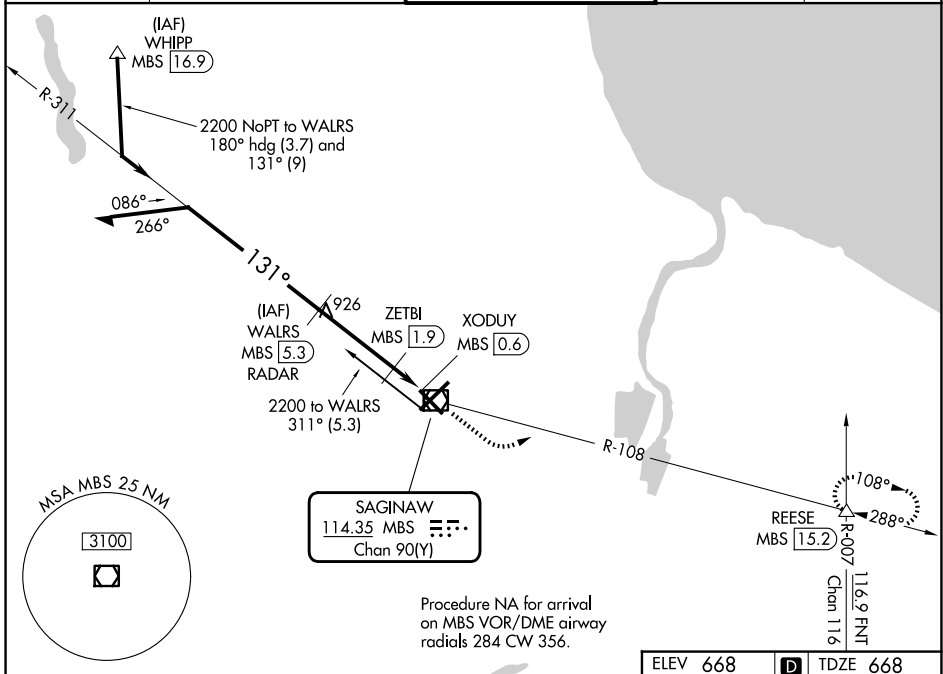 (IAF)
WHIPP
MBS 16.9
R-311
2200 NoPT to WALRS
180° hdg (3.7) and
131° (9)
086°
266°
131°
926
(IAF)
WALRS
MBS 5.3
RADAR
ZETBI
MBS 1.9
XODUY
MBS 0.6
2200 to WALRS
311° (5.3)
R-108
108°
288°
REESE
MBS 15.2
R-007
116.9 FNT
Chan 116
MSA MBS 25 NM
3100
SAGINAW
114.35 MBS
Chan 90(Y)
Procedure NA for arrival
on MBS VOR/DME airway
radials 284 CW 356.
ELEV 668 D TDZE 668